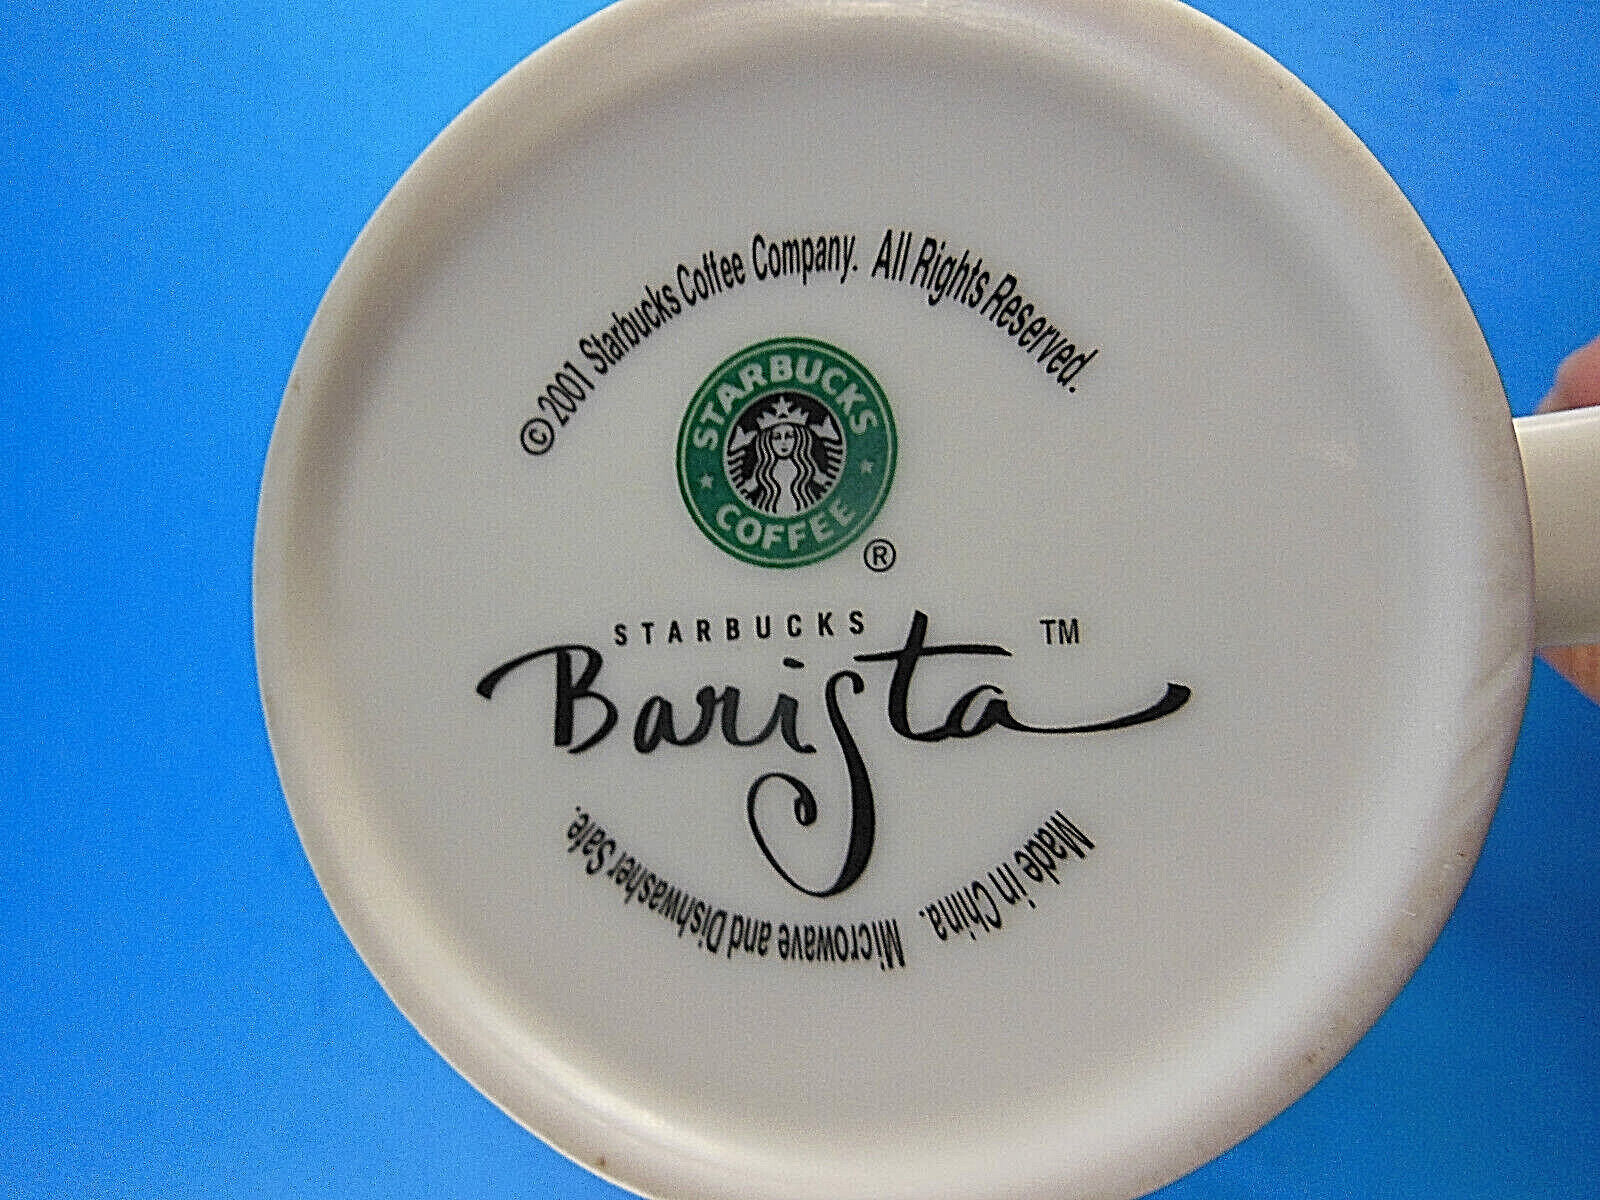 ©2001 Starbucks Coffee Company. All Rights Reserved.
STARBUCKS
COFFEE
®
STARBUCKS
Barista ™
Made in China. Microwave and Dishwasher Safe.